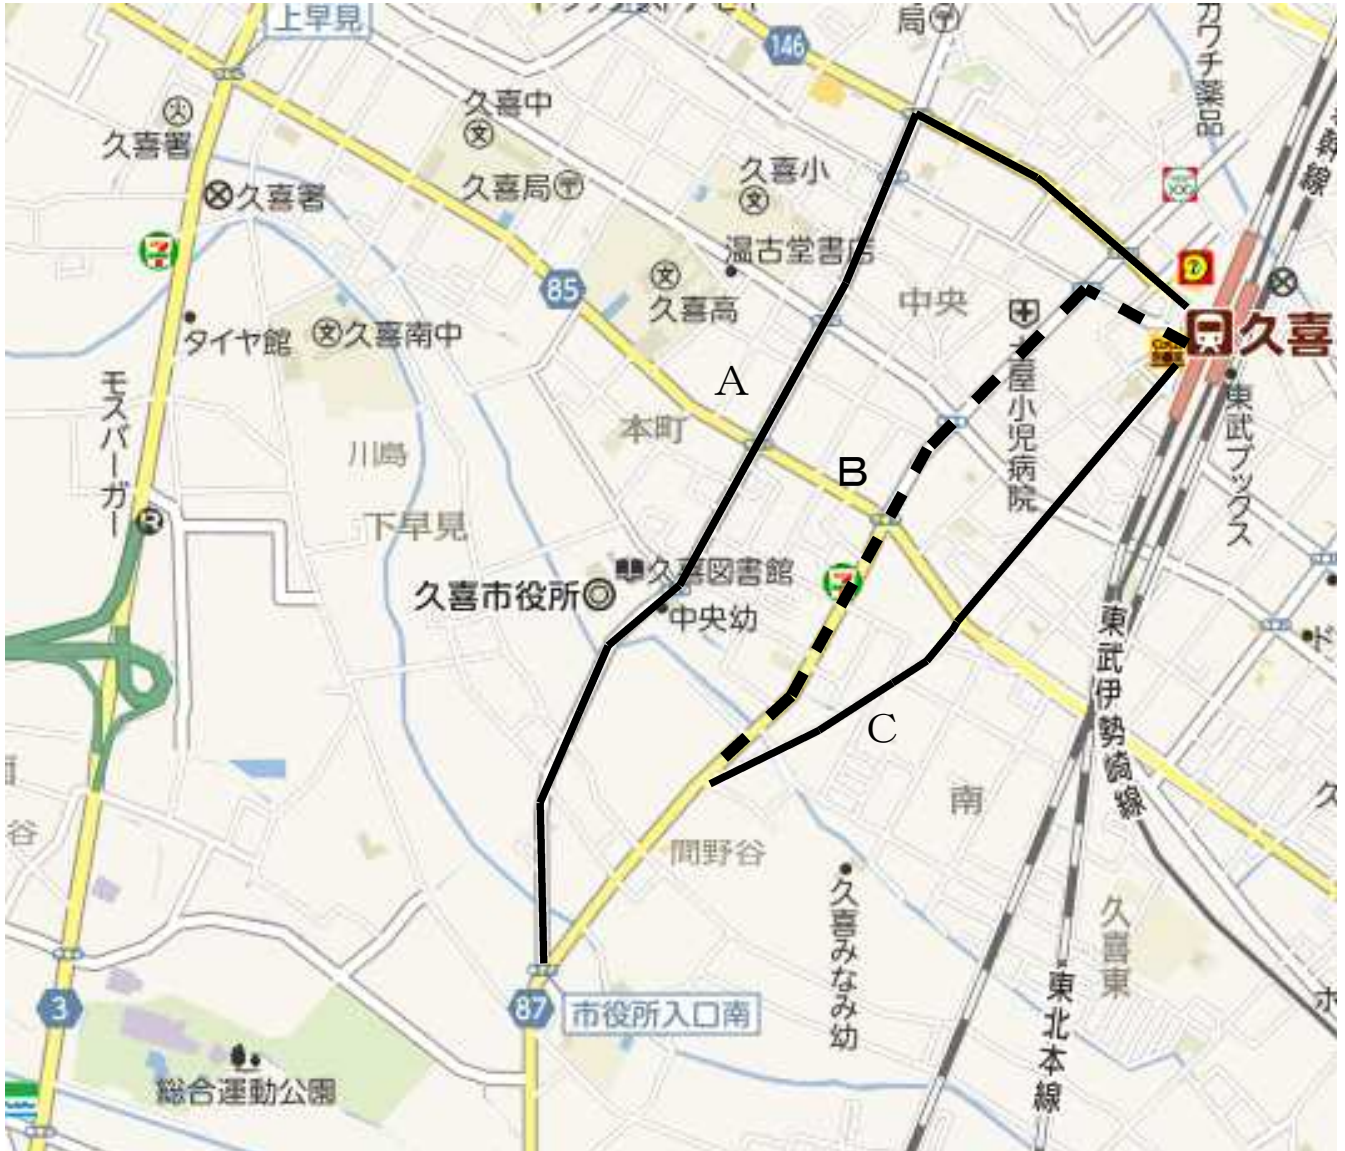 上早見
146
局
カワチ薬品
久喜署
久喜中
久喜署
久喜局
久喜小
温古堂書店
幹線
85
久喜高
中央
久喜
タイヤ館
久喜南中
土屋小児病院
東武ブックス
モスバーガー
A
本町
川島
B
下早見
久喜図書館
久喜市役所
中央幼
東武伊勢崎線
C
南
谷
間野谷
久喜みなみ幼
久喜東
東北本線
3
87
市役所入口南
総合運動公園